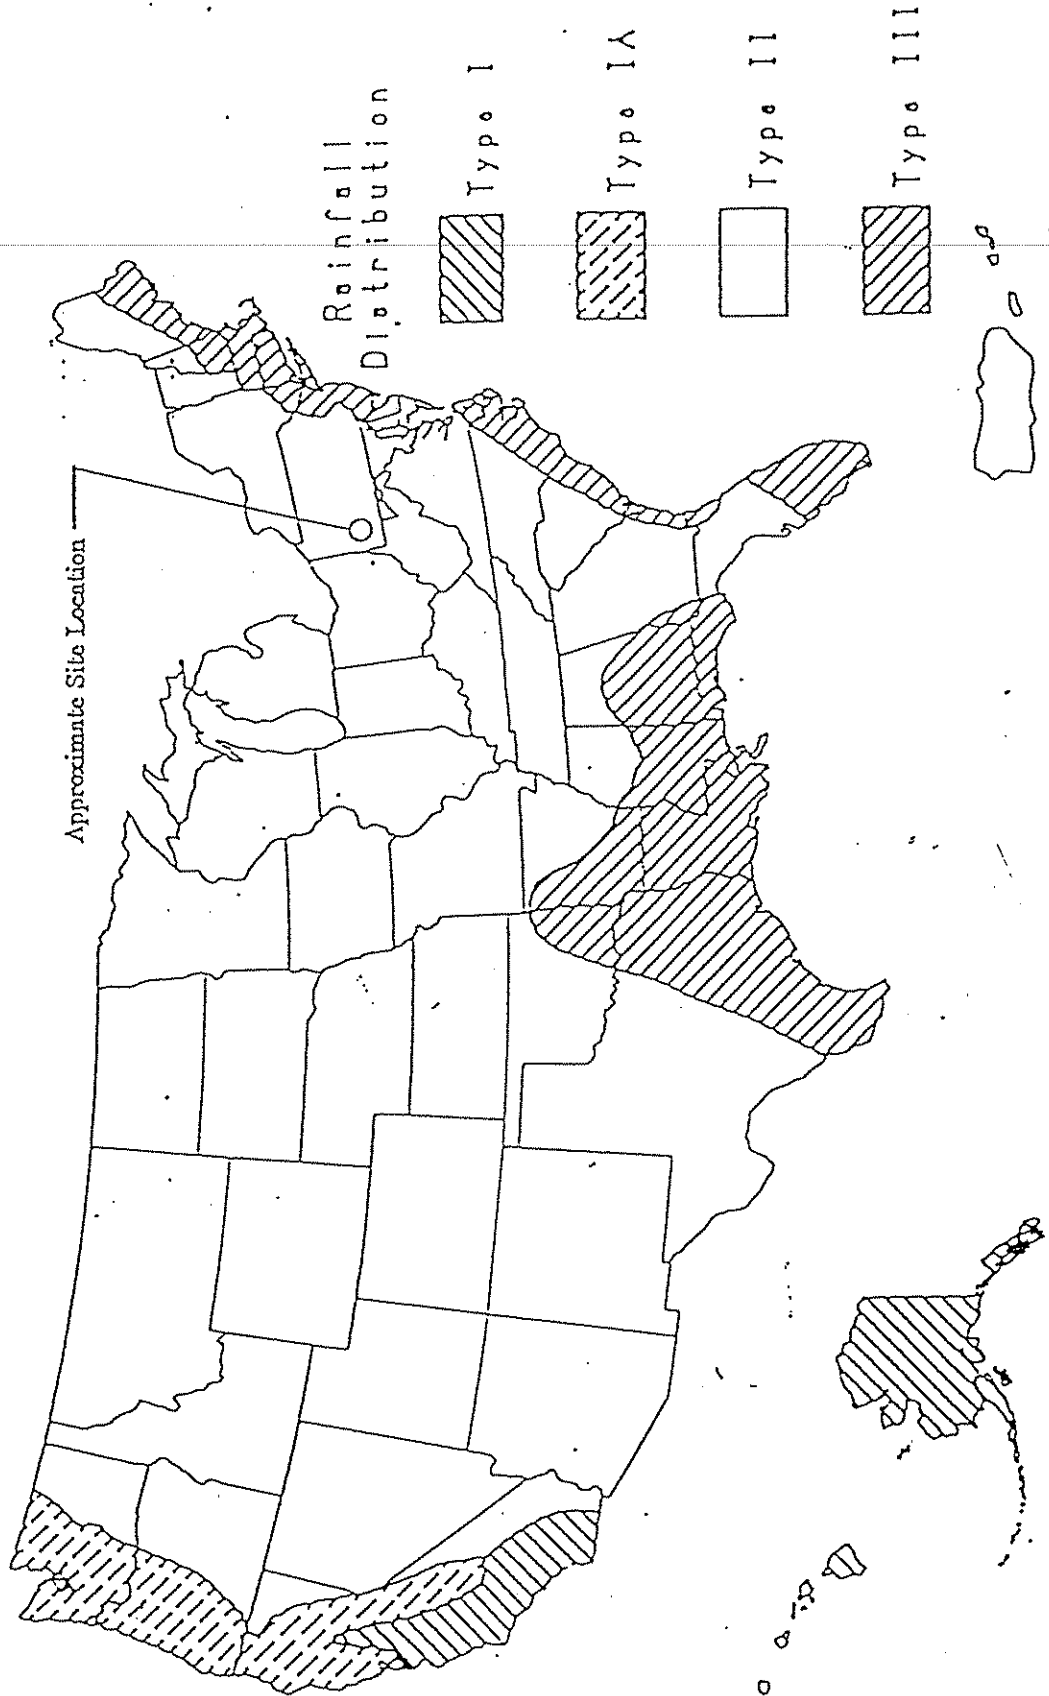 Approximate Site Location
Rainfall
Distribution
Type I
Type IA
Type II
Type III